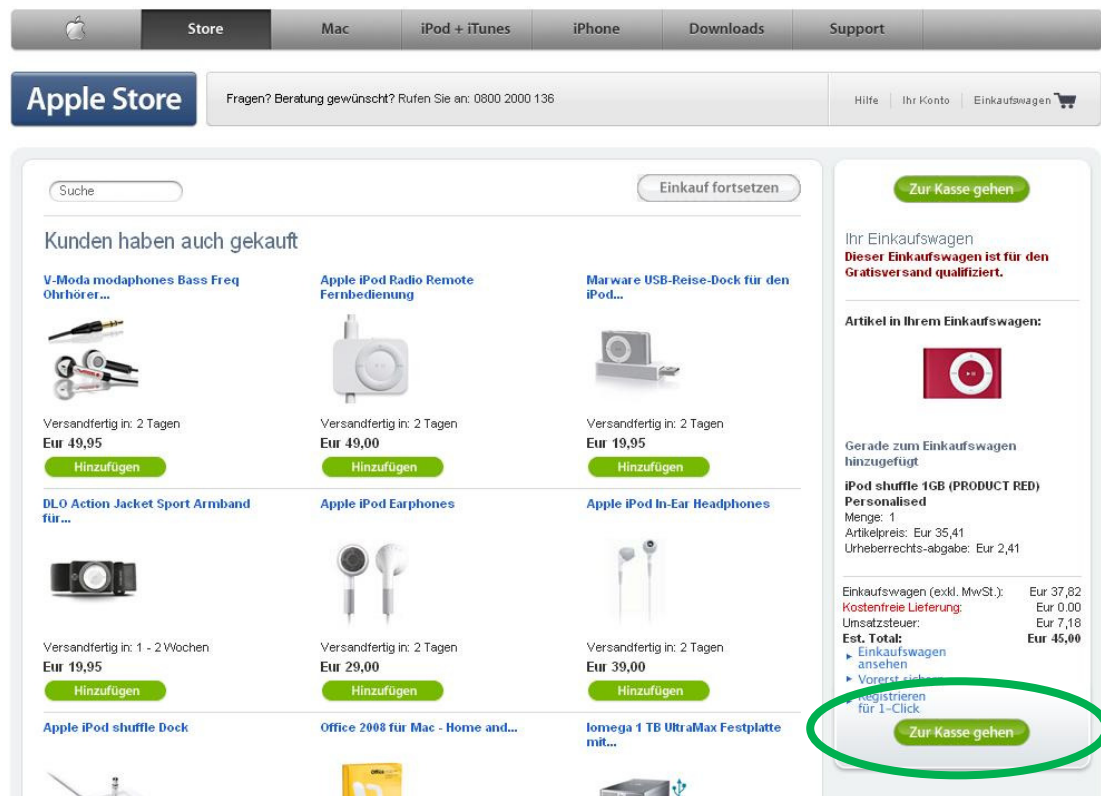 Store Mac iPod + iTunes iPhone Downloads Support
Apple Store
Fragen? Beratung gewünscht? Rufen Sie an: 0800 2000 136
Hilfe Ihr Konto Einkaufswagen
Suche
Einkauf fortsetzen
Kunden haben auch gekauft
V-Moda modaphones Bass Freq
Ohrhörer...
Versandfertig in: 2 Tagen
Eur 49,95
Hinzufügen
Apple iPod Radio Remote
Fernbedienung
Versandfertig in: 2 Tagen
Eur 49,00
Hinzufügen
Marware USB-Reise-Dock für den
iPod...
Versandfertig in: 2 Tagen
Eur 19,95
Hinzufügen
DLO Action Jacket Sport Armband
für...
Versandfertig in: 1 - 2 Wochen
Eur 19,95
Hinzufügen
Apple iPod Earphones
Versandfertig in: 2 Tagen
Eur 29,00
Hinzufügen
Apple iPod In-Ear Headphones
Versandfertig in: 2 Tagen
Eur 39,00
Hinzufügen
Apple iPod shuffle Dock
Office 2008 für Mac - Home and...
Office
Iomega 1 TB UltraMax Festplatte
mit...
Zur Kasse gehen
Ihr Einkaufswagen
Dieser Einkaufswagen ist für den
Gratisversand qualifiziert.
Artikel in Ihrem Einkaufswagen:
Gerade zum Einkaufswagen
hinzugefügt
iPod shuffle 1GB (PRODUCT RED)
Personalised
Menge: 1
Artikelpreis: Eur 35,41
Urheberrechts-abgabe: Eur 2,41
Einkaufswagen (exkl. MwSt.): Eur 37,82
Kostenfreie Lieferung: Eur 0.00
Umsatzsteuer: Eur 7,18
Est. Total: Eur 45,00
Einkaufswagen
ansehen
Vorerst sichern
Registrieren
für 1-Click
Zur Kasse gehen